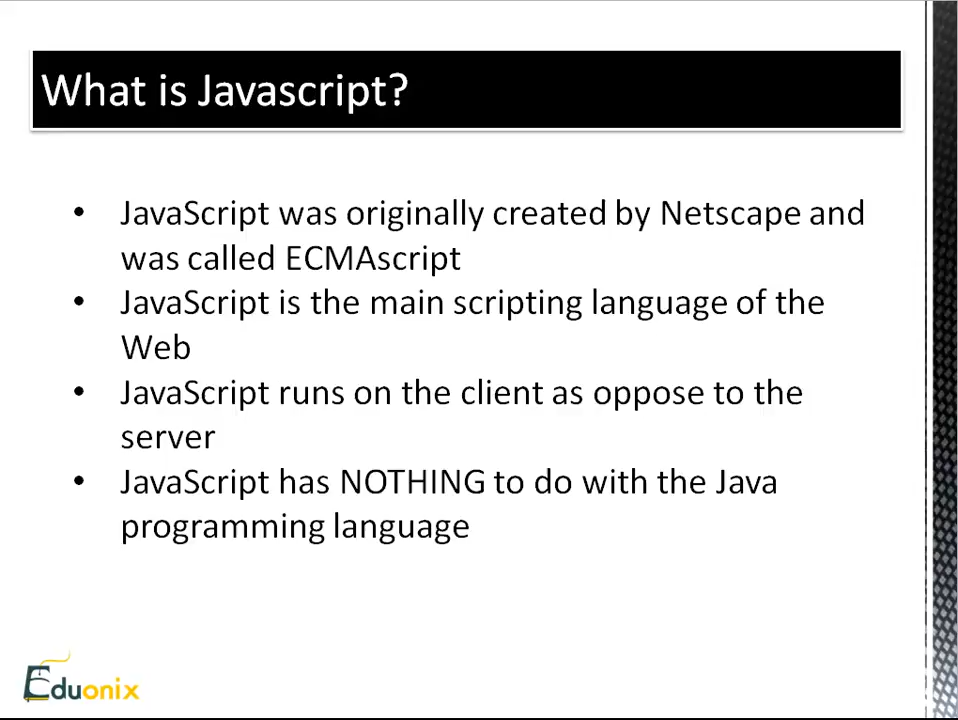 What is Javascript?
• JavaScript was originally created by Netscape and
was called ECMAscript
• JavaScript is the main scripting language of the
Web
• JavaScript runs on the client as oppose to the
server
• JavaScript has NOTHING to do with the Java
programming language
Eduonix